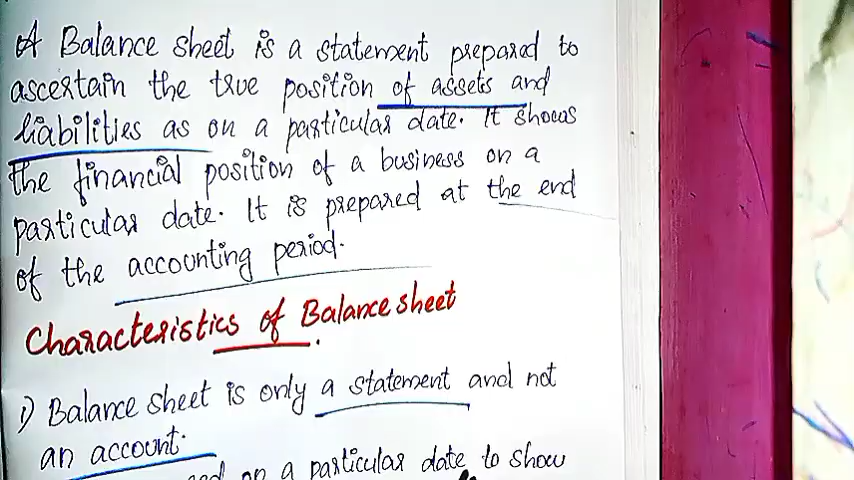 A Balance sheet is a statement prepared to
ascertain the true position of assets and
liabilities as on a particular date. It shows
the financial position of a business on a
particular date. It is prepared at the end
of the accounting period.
Characteristics of Balance sheet
i) Balance sheet is only a statement and not
an account.
on a particular date to show